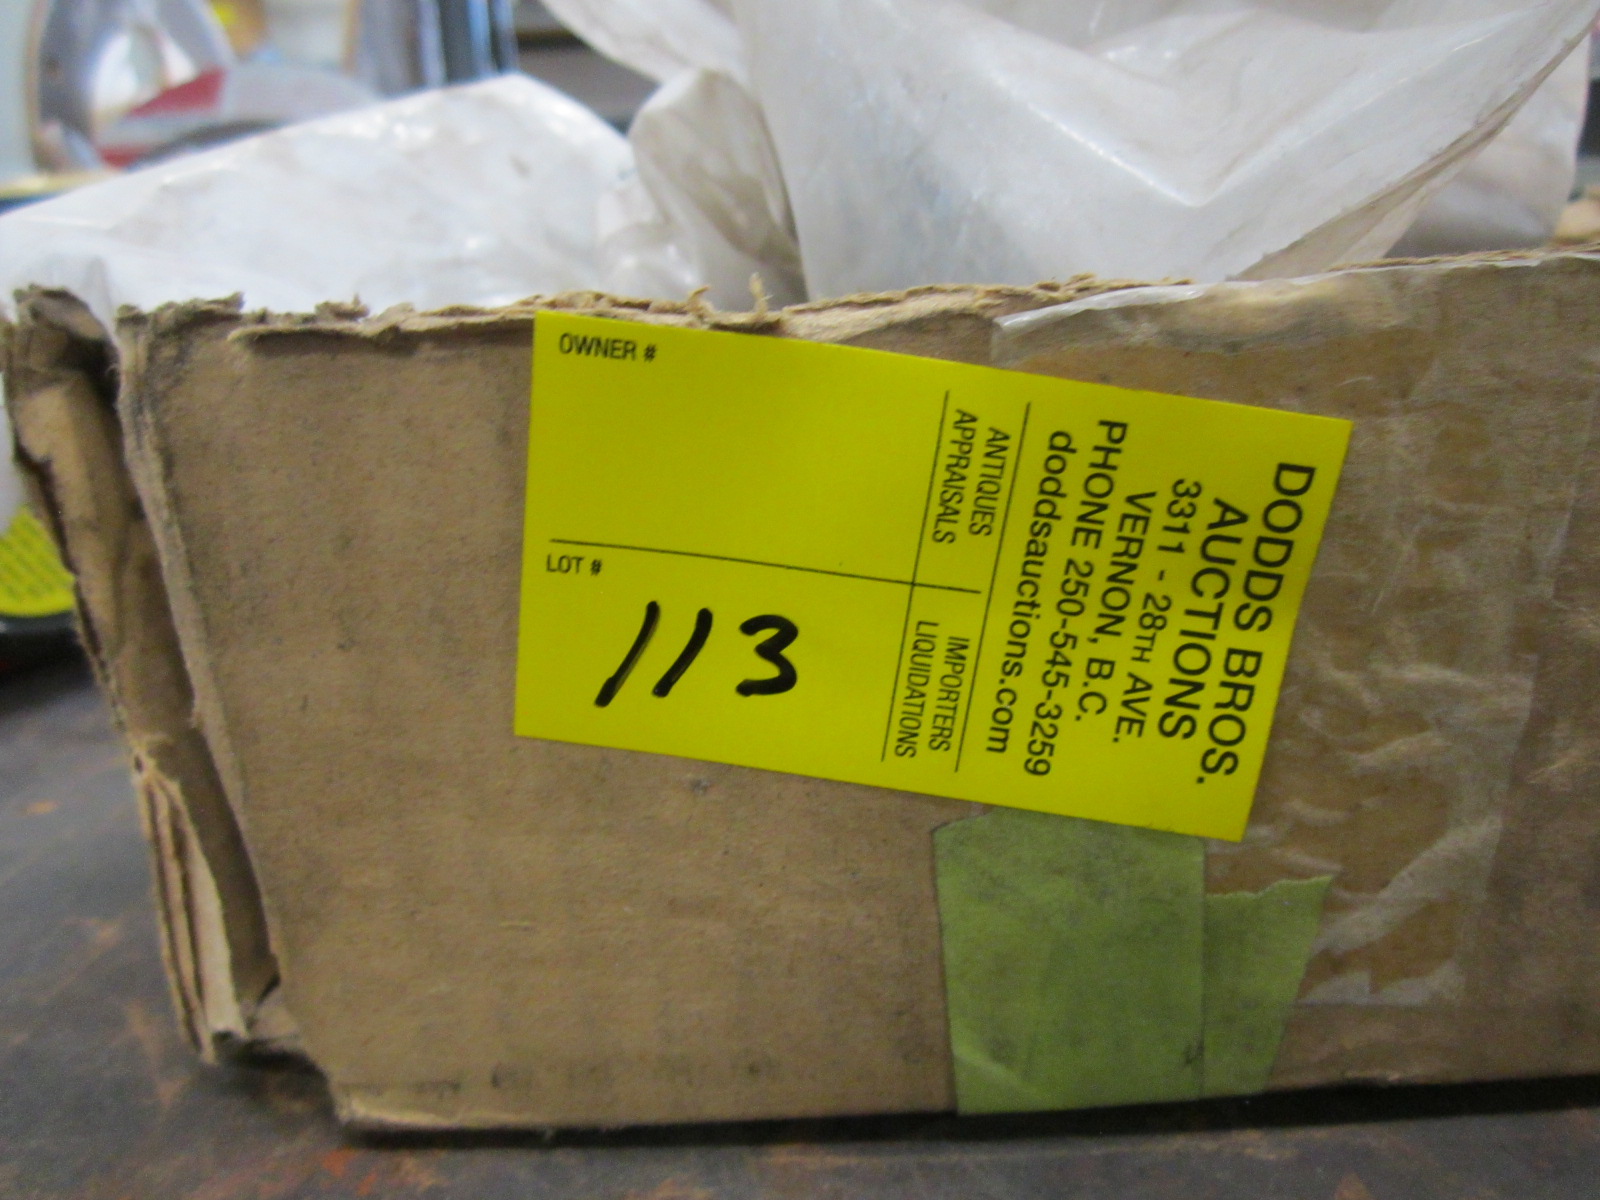 DODDS BROS.
AUCTIONS
3311 - 28TH AVE.
VERNON, B.C.
PHONE 250-545-3259
doddsauctions.com
ANTIQUES
APPRAISALS
IMPORTERS
LIQUIDATIONS
OWNER #
LOT #
113